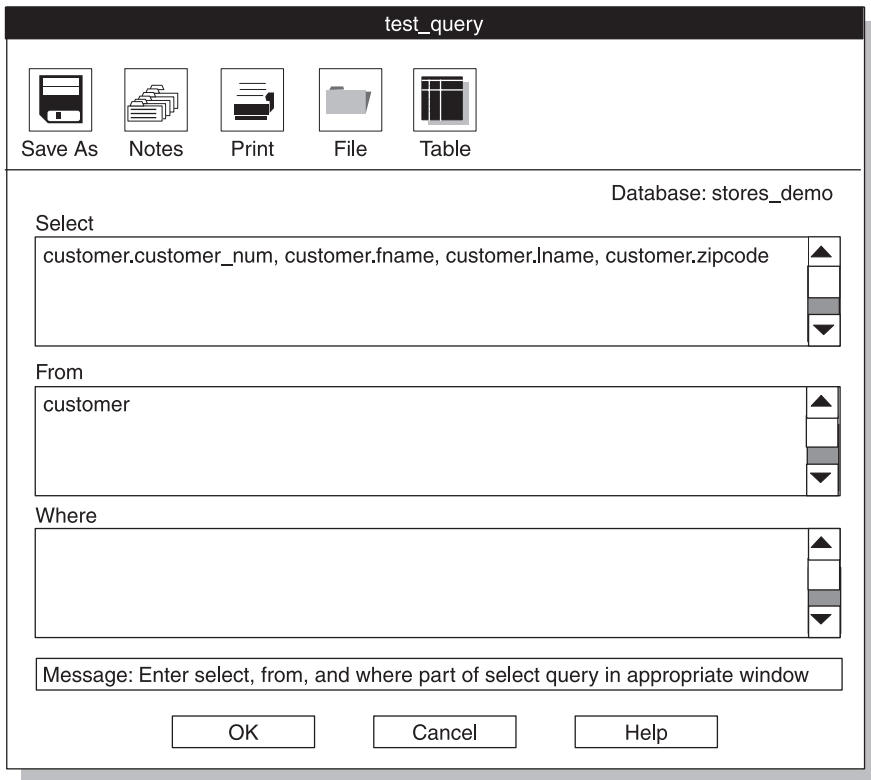 test_query
Save As Notes Print File Table
Database: stores_demo
Select
customer.customer_num, customer.fname, customer.lname, customer.zipcode
From
customer
Where
Message: Enter select, from, and where part of select query in appropriate window
OK Cancel Help